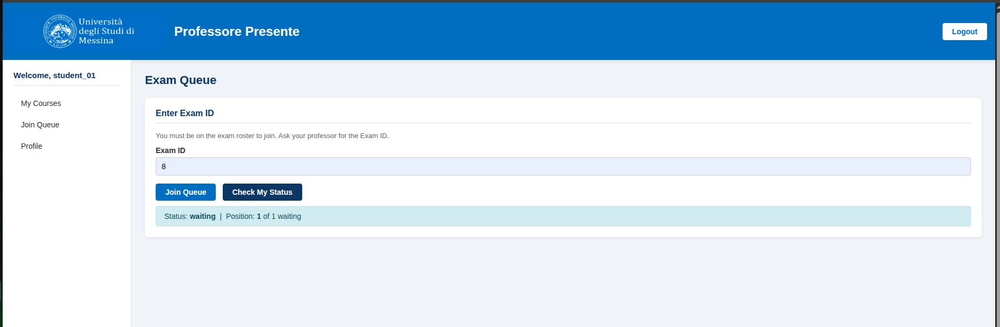 Università
degli Studi di
Messina
Professore Presente
Logout
Welcome, student_01
My Courses
Join Queue
Profile
Exam Queue
Enter Exam ID
You must be on the exam roster to join. Ask your professor for the Exam ID.
Exam ID
8
Join Queue Check My Status
Status: waiting | Position: 1 of 1 waiting